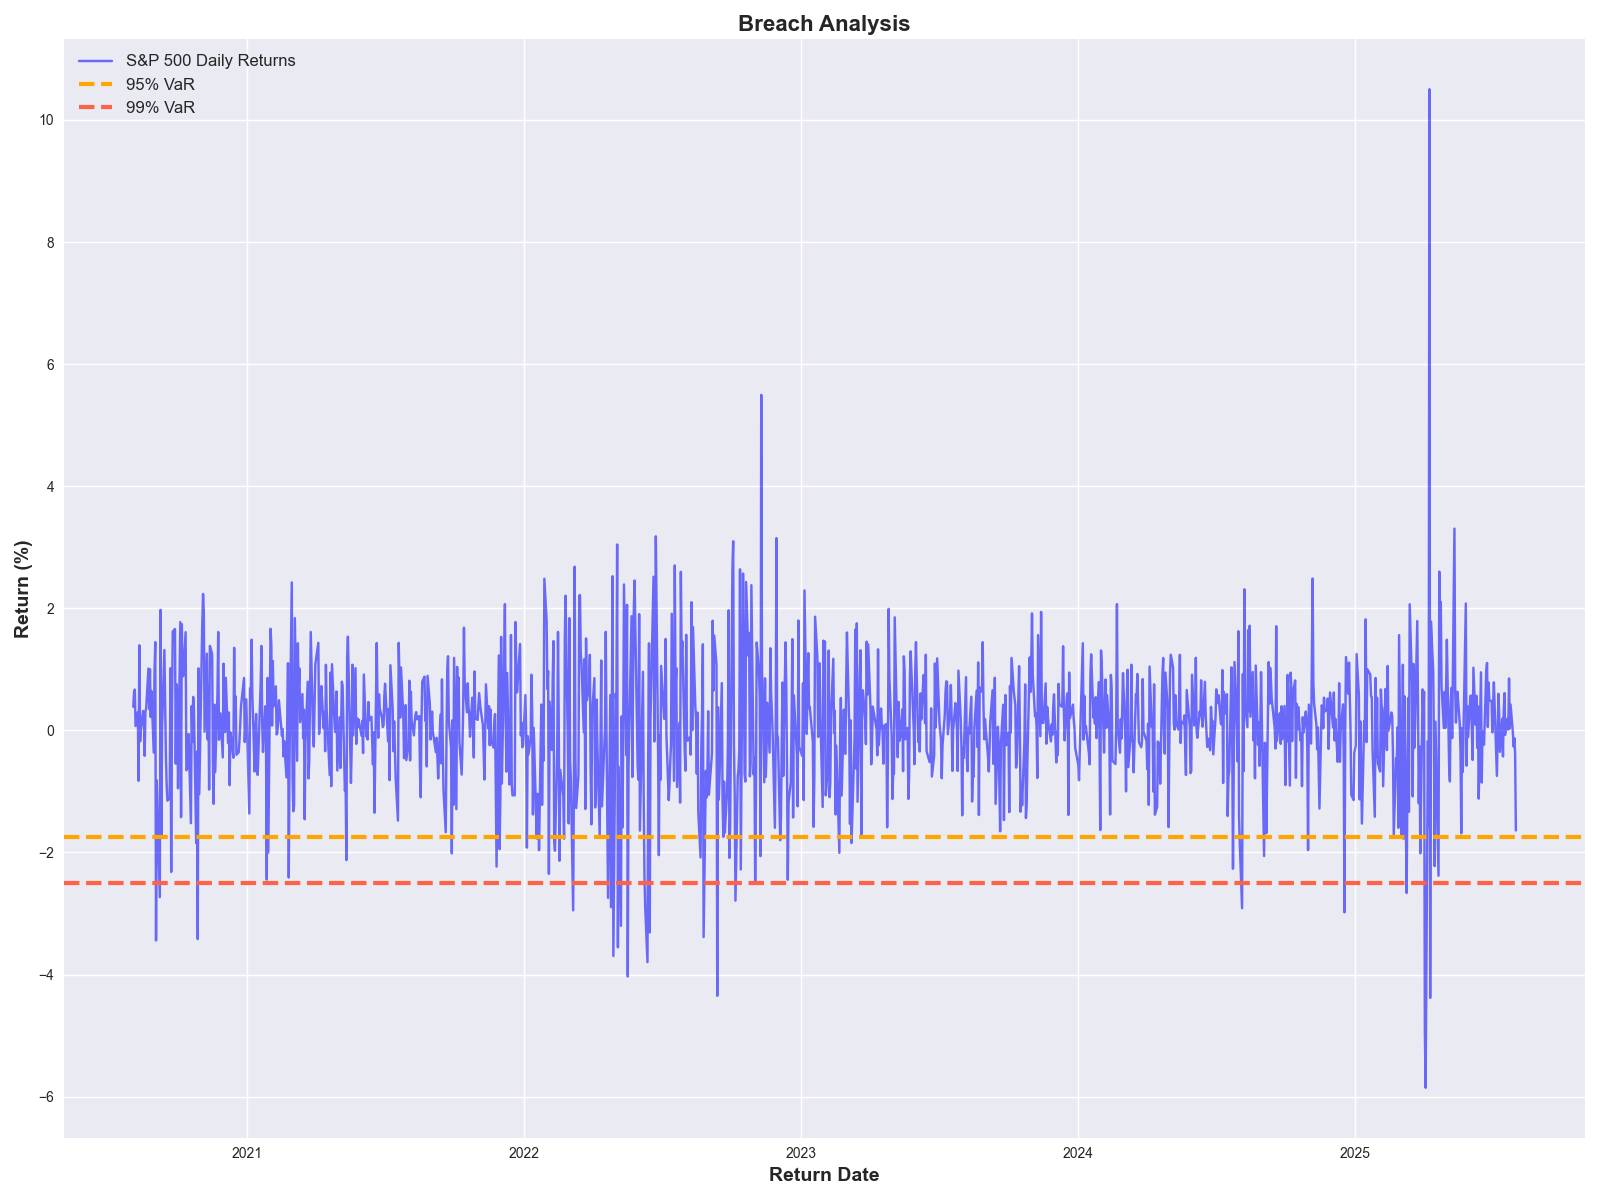 Breach Analysis
S&P 500 Daily Returns
95% VaR
99% VaR
Return (%)
10
8
6
4
2
0
−2
−4
−6
2021
2022
2023
2024
2025
Return Date